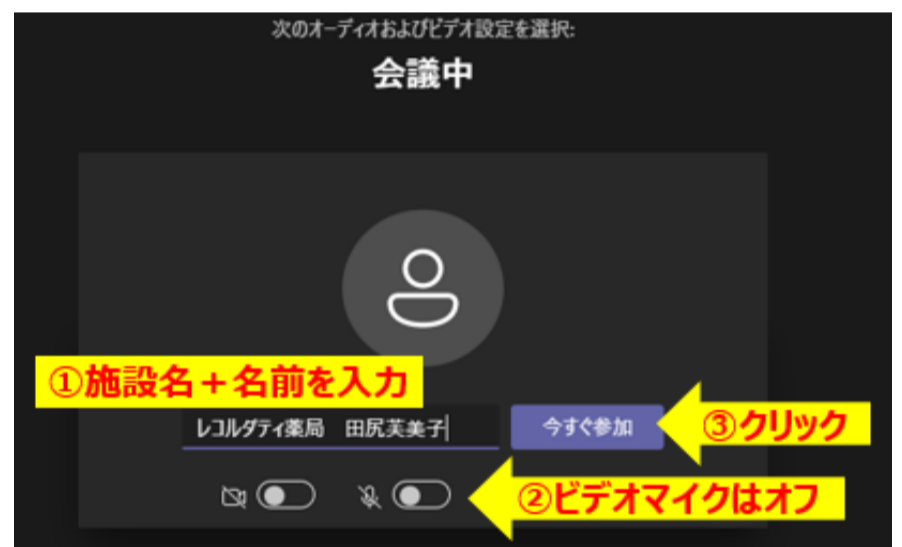 次のオーディオおよびビデオ設定を選択:
会議中
①施設名＋名前を入力
レコルダティ薬局　田尻芙美子
今すぐ参加
③クリック
②ビデオマイクはオフ